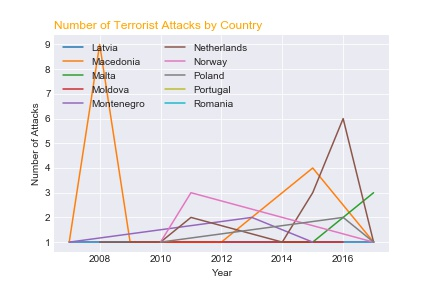 Number of Terrorist Attacks by Country
9
8
7
6
5
4
3
2
1
Number of Attacks
Latvia
Macedonia
Malta
Moldova
Montenegro
Netherlands
Norway
Poland
Portugal
Romania
2008 2010 2012 2014 2016
Year